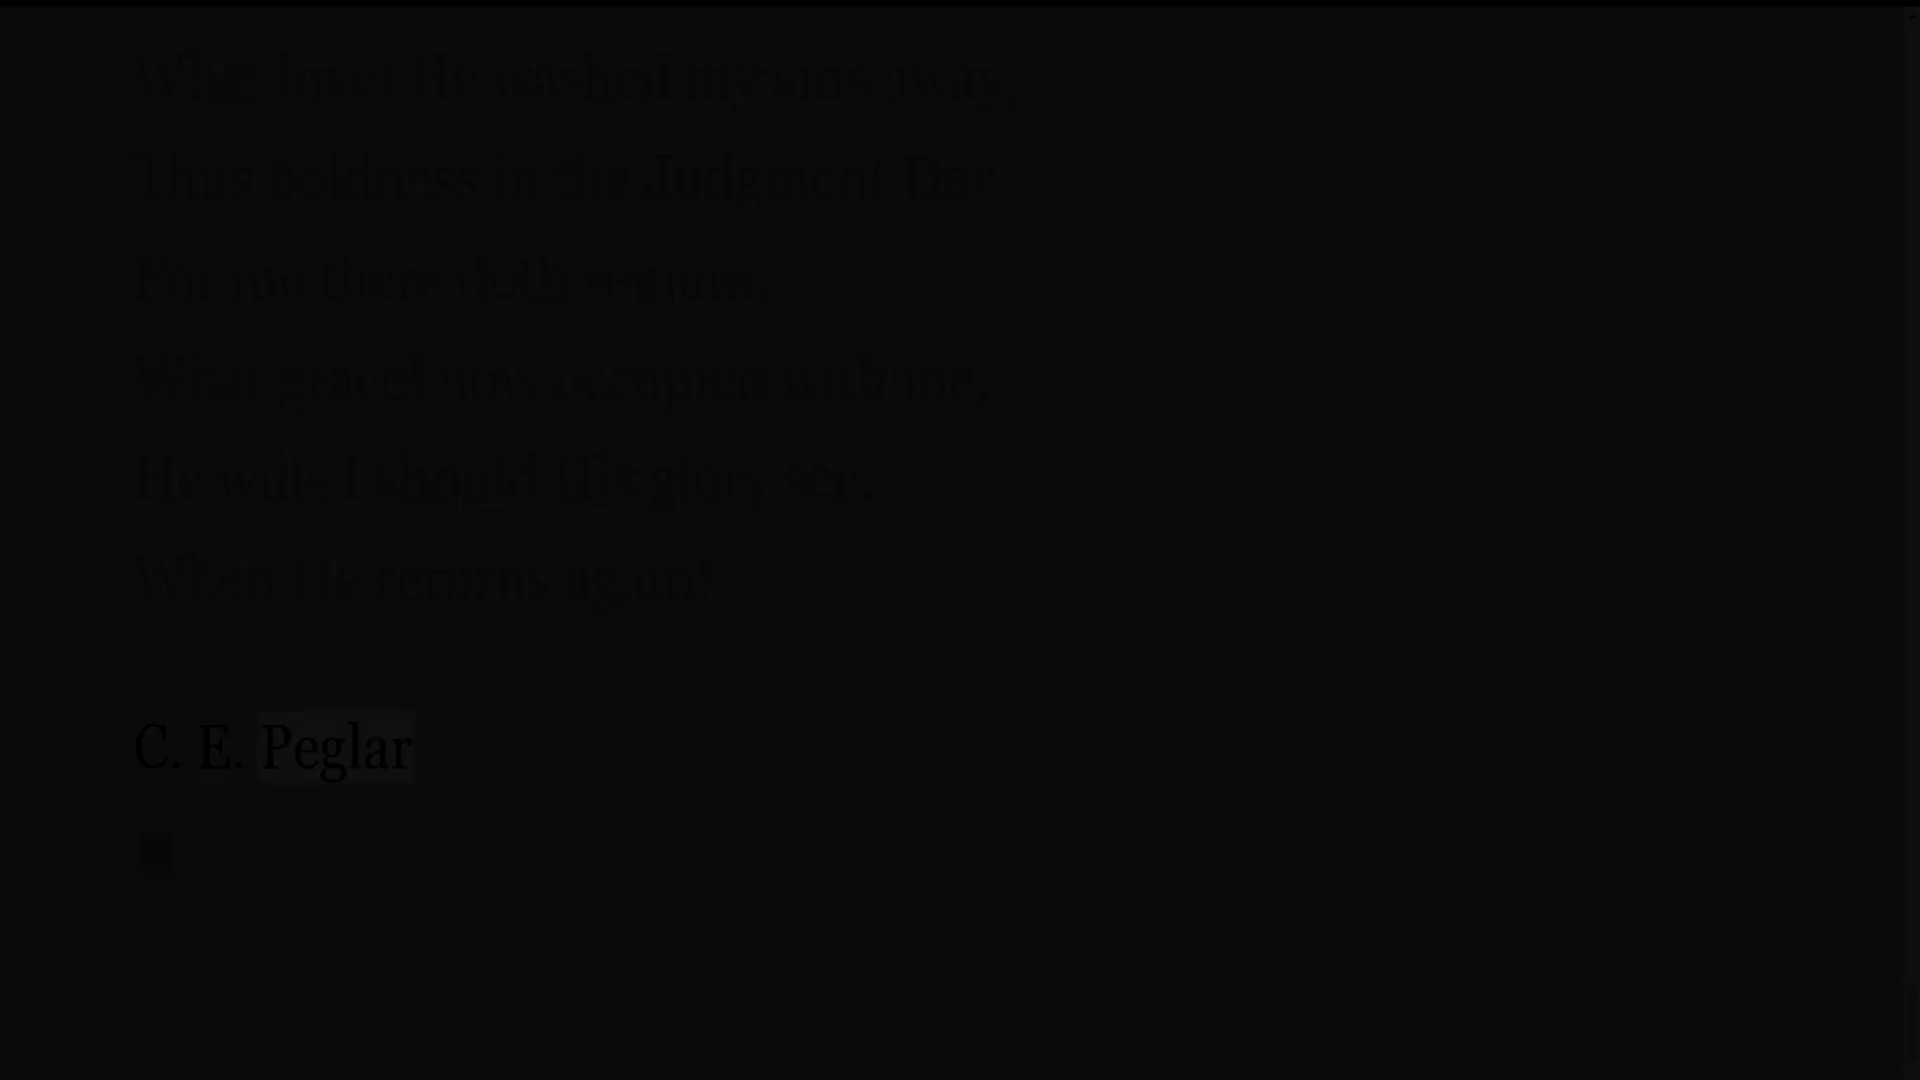 What love! He washed my sins away,
Thus boldness in the Judgment Day
For me there doth remain.
What grace! now occupied with me,
He wills I should His glory see,
When He returns again!
C. E. Peglar